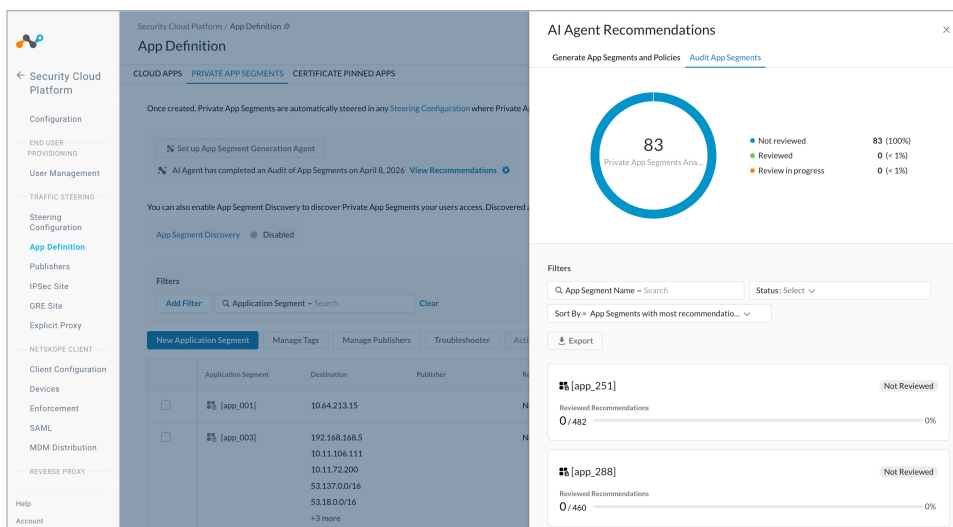 Security Cloud Platform
Configuration
END USER PROVISIONING
User Management
TRAFFIC STEERING
Steering Configuration
App Definition
Publishers
IPSec Site
GRE Site
Explicit Proxy
NETSKOPE CLIENT
Client Configuration
Devices
Enforcement
SAML
MDM Distribution
REVERSE PROXY
Help
Account
Security Cloud Platform / App Definition
App Definition
CLOUD APPS PRIVATE APP SEGMENTS CERTIFICATE PINNED APPS
Once created, Private App Segments are automatically steered in any Steering Configuration where Private A
Set up App Segment Generation Agent
AI Agent has completed an Audit of App Segments on April 8, 2026 View Recommendations
You can also enable App Segment Discovery to discover Private App Segments your users access. Discovered a
App Segment Discovery Disabled
Filters
Add Filter Application Segment ~ Search Clear
New Application Segment Manage Tags Manage Publishers Troubleshooter Acti
Application Segment Destination Publisher Re
[app_001] 10.64.213.15 N
[app_003] 192.168.168.5 N
10.11.106.111
10.11.72.200
53.137.0.0/16
53.18.0.0/16
+3 more
AI Agent Recommendations
Generate App Segments and Policies Audit App Segments
83
Private App Segments Ana...
Not reviewed 83 (100%)
Reviewed 0 (< 1%)
Review in progress 0 (< 1%)
Filters
App Segment Name ~ Search Status: Select
Sort By = App Segments with most recommendatio...
Export
[app_251] Not Reviewed
Reviewed Recommendations
0 / 482 0%
[app_288] Not Reviewed
Reviewed Recommendations
0 / 460 0%